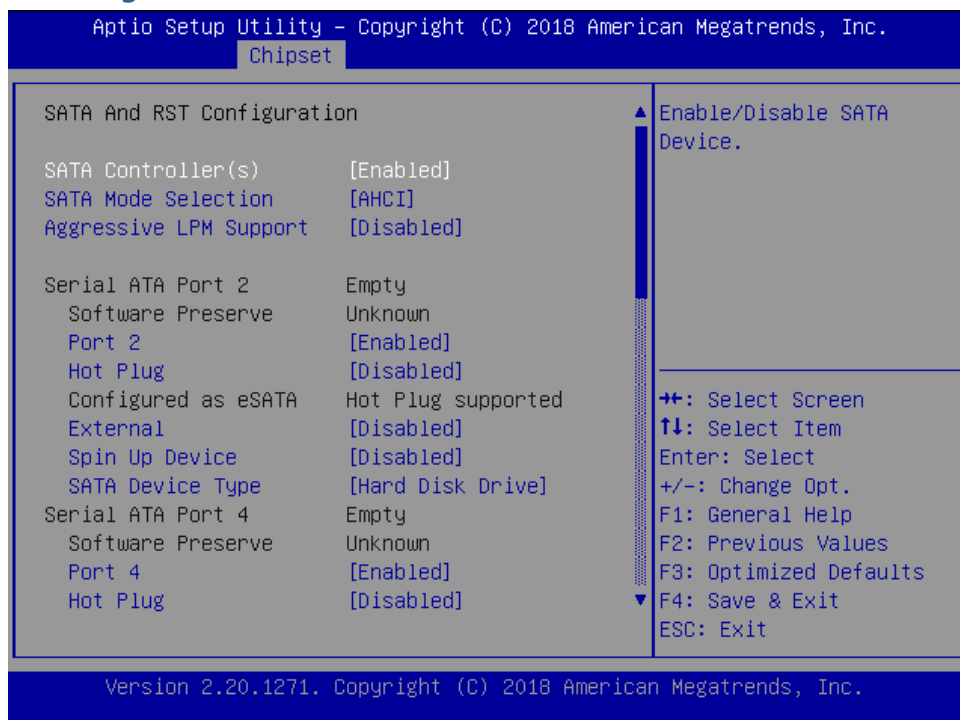 Aptio Setup Utility – Copyright (C) 2018 American Megatrends, Inc.
Chipset
SATA And RST Configuration
SATA Controller(s) [Enabled]
SATA Mode Selection [AHCI]
Aggressive LPM Support [Disabled]
Serial ATA Port 2 Empty
Software Preserve Unknown
Port 2 [Enabled]
Hot Plug [Disabled]
Configured as eSATA Hot Plug supported
External [Disabled]
Spin Up Device [Disabled]
SATA Device Type [Hard Disk Drive]
Serial ATA Port 4 Empty
Software Preserve Unknown
Port 4 [Enabled]
Hot Plug [Disabled]
Enable/Disable SATA
Device.
→←: Select Screen
↑↓: Select Item
Enter: Select
+/-: Change Opt.
F1: General Help
F2: Previous Values
F3: Optimized Defaults
F4: Save & Exit
ESC: Exit
Version 2.20.1271. Copyright (C) 2018 American Megatrends, Inc.